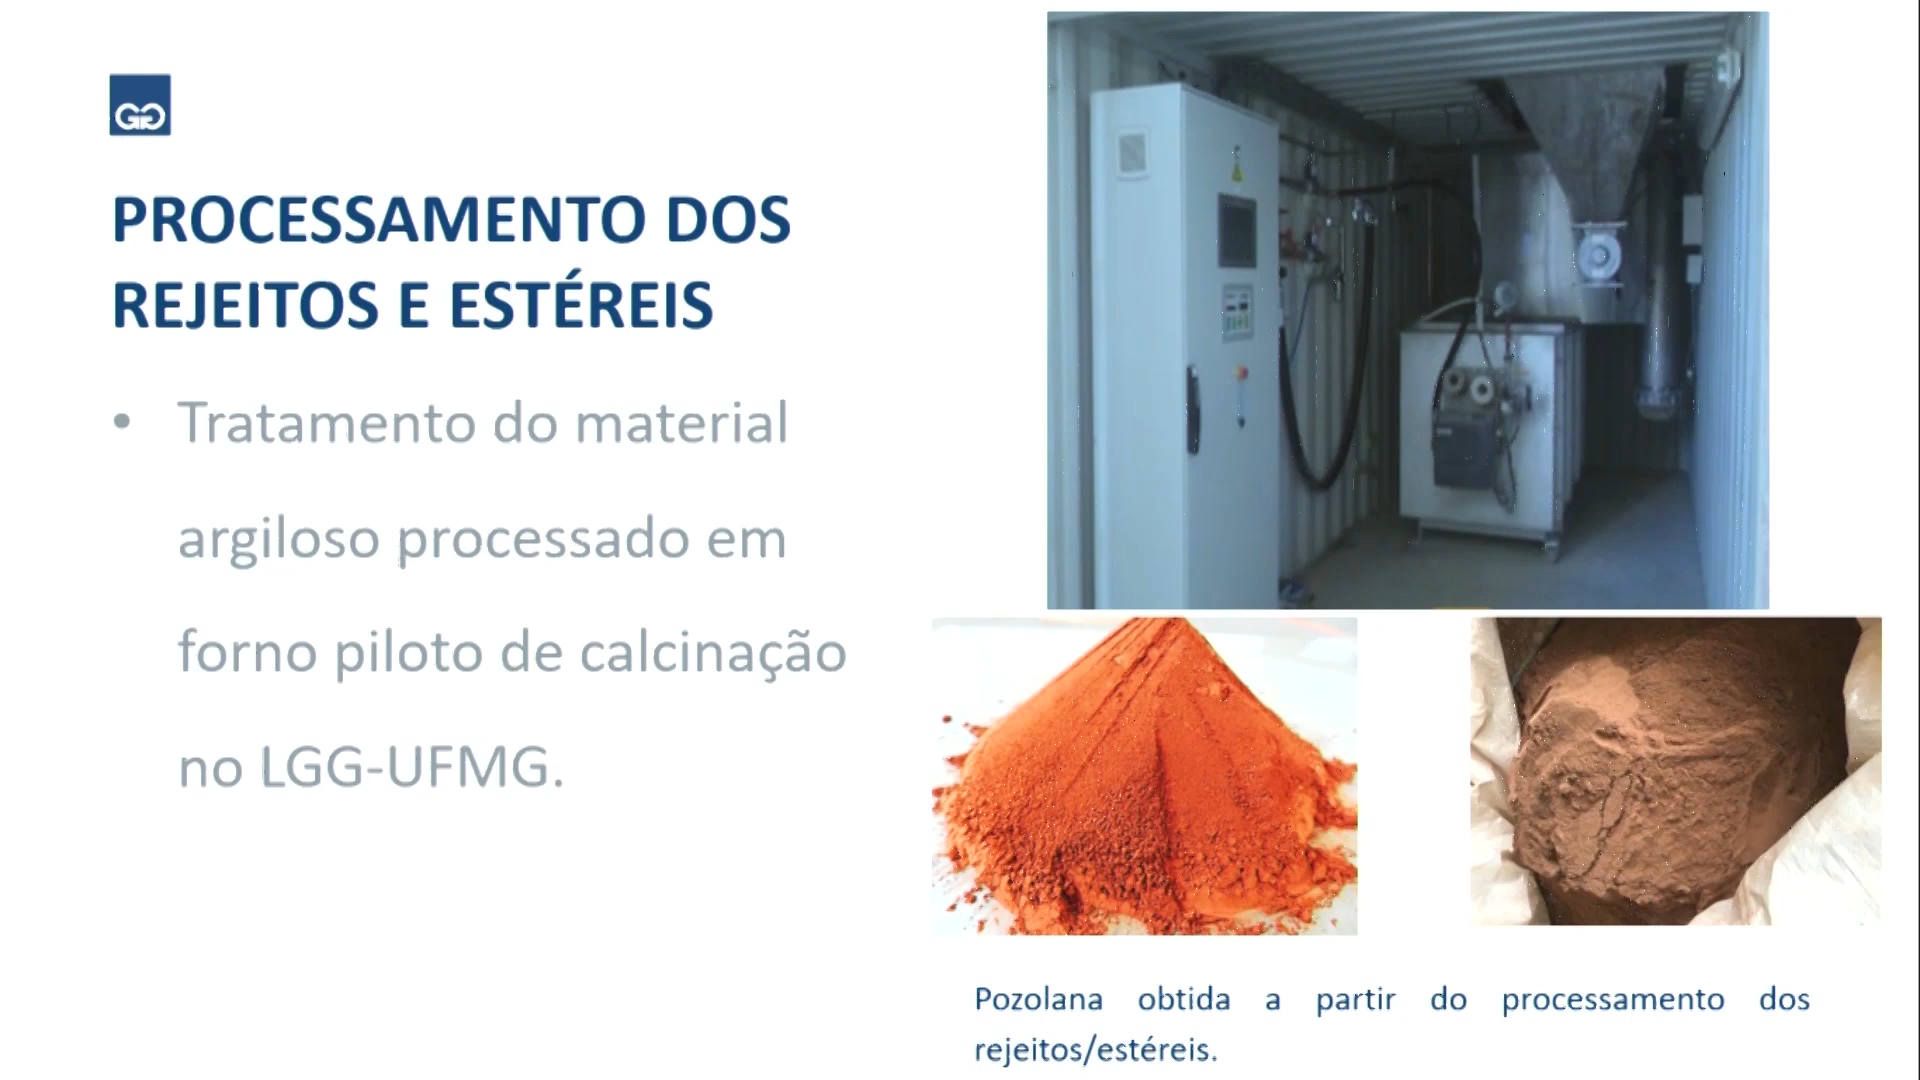 GG
PROCESSAMENTO DOS
REJEITOS E ESTÉREIS
• Tratamento do material
argiloso processado em
forno piloto de calcinação
no LGG-UFMG.
Pozolana obtida a partir do processamento dos
rejeitos/estéreis.